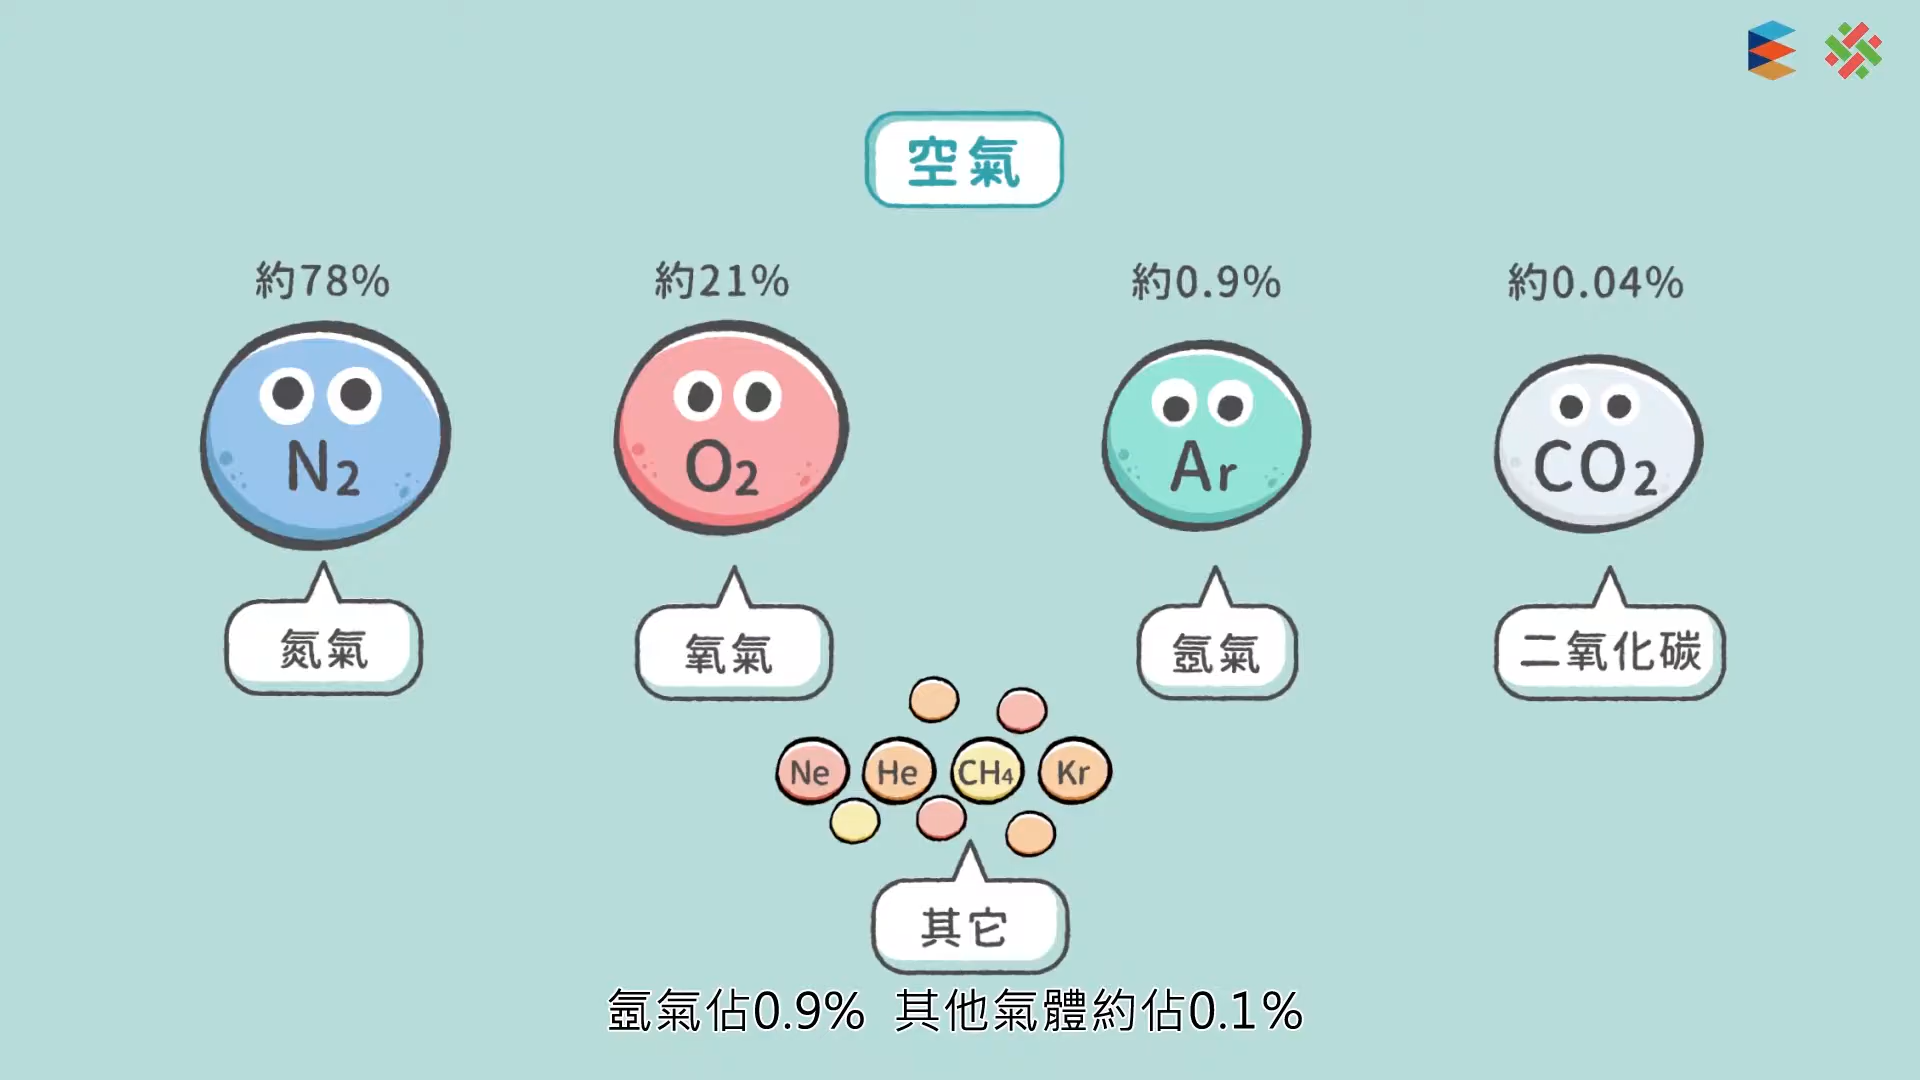 空氣
約78%
約21%
約0.9%
約0.04%
N₂
O₂
Ar
CO₂
氮氣
氧氣
氬氣
二氧化碳
Ne
He
CH₄
Kr
其它
氬氣佔0.9% 其他氣體約佔0.1%